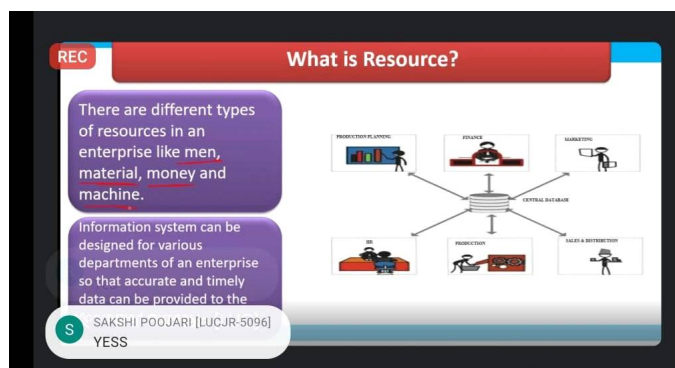 REC
What is Resource?
There are different types
of resources in an
enterprise like men,
material, money and
machine.
Information system can be
designed for various
departments of an enterprise
so that accurate and timely
data can be provided to the
PRODUCTION PLANNING
FINANCE
MARKETING
CENTRAL DATABASE
HR
PRODUCTION
SALES & DISTRIBUTION
S
SAKSHI POOJARI [LUCJR-5096]
YESS